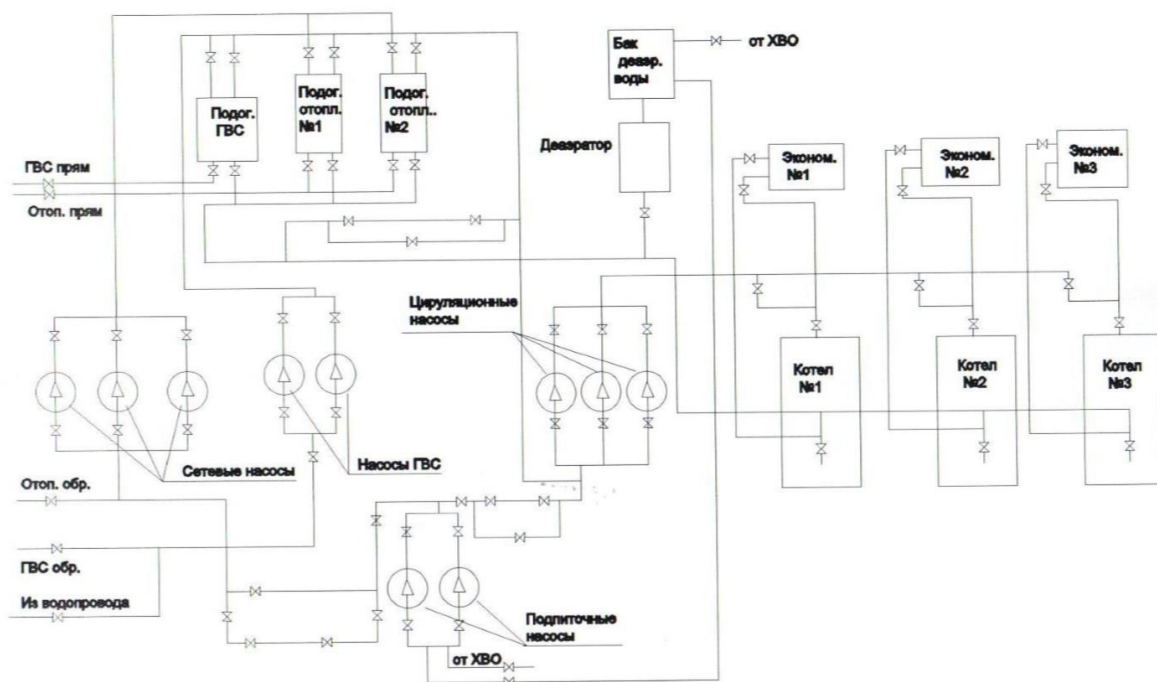 Бак
деаэр.
воды
от ХВО
Подог.
ГВС
Подог.
отопл.
№1
Подог.
отопл..
№2
Деаэратор
Эконом.
№1
Эконом.
№2
Эконом.
№3
ГВС прям
Отоп. прям
Цируляционные
насосы
Котел
№1
Котел
№2
Котел
№3
Сетевые насосы
Насосы ГВС
Отоп. обр.
ГВС обр.
Из водопровода
Подпиточные
насосы
от ХВО